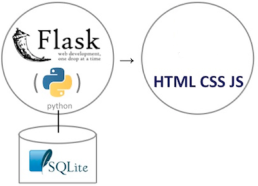 Flask
web development,
one drop at a time
( )
python
→
HTML CSS JS
SQLite